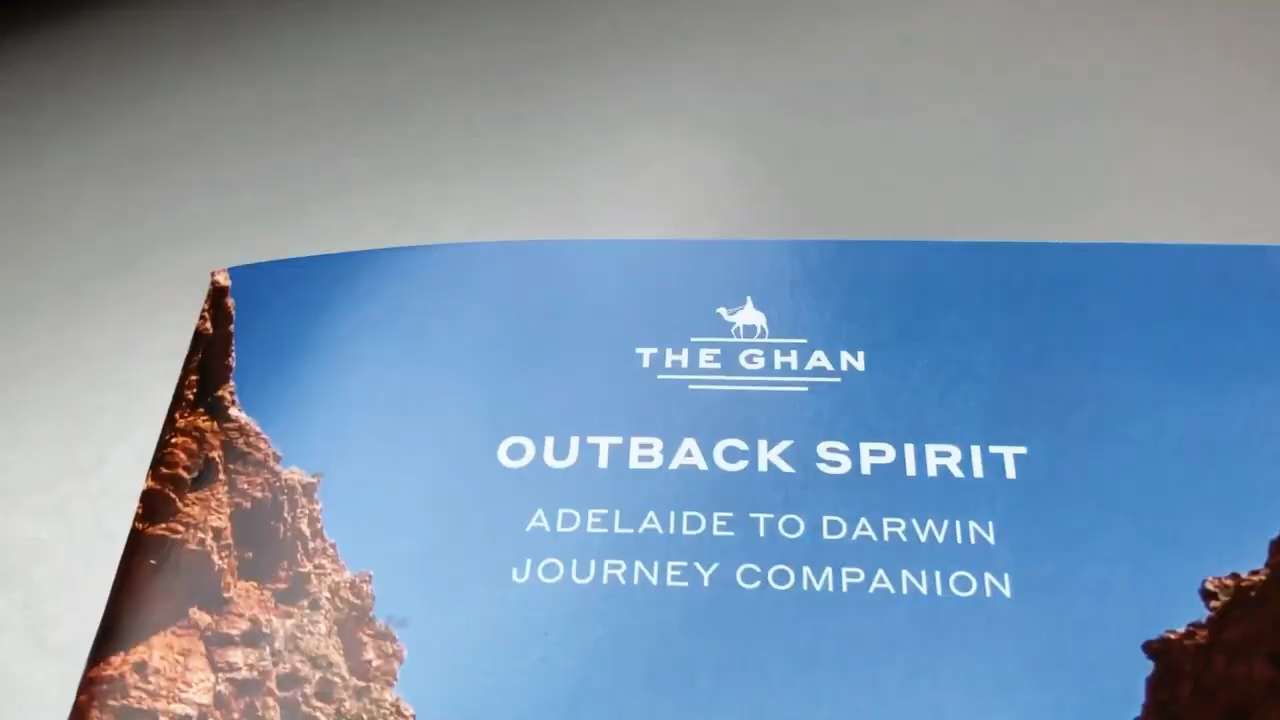 THE GHAN
OUTBACK SPIRIT
ADELAIDE TO DARWIN
JOURNEY COMPANION